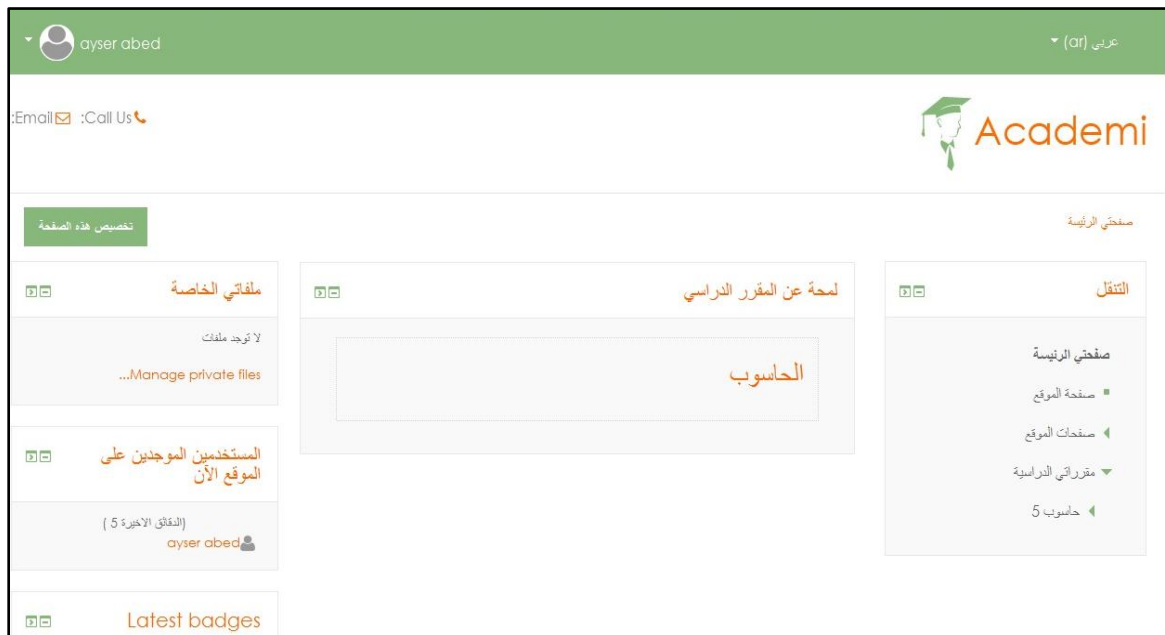 عربي (ar)
ayser abed
Academi
Call Us:
Email:
صفحتي الرئيسة
تخصيص هذه الصفحة
التنقل
صفحتي الرئيسة
صفحة الموقع
صفحات الموقع
مقرراتي الدراسية
حاسوب 5
لمحة عن المقرر الدراسي
الحاسوب
ملفاتي الخاصة
لا توجد ملفات
Manage private files...
المستخدمين الموجدين على
الموقع الآن
(الدقائق الاخيرة 5 )
ayser abed
Latest badges